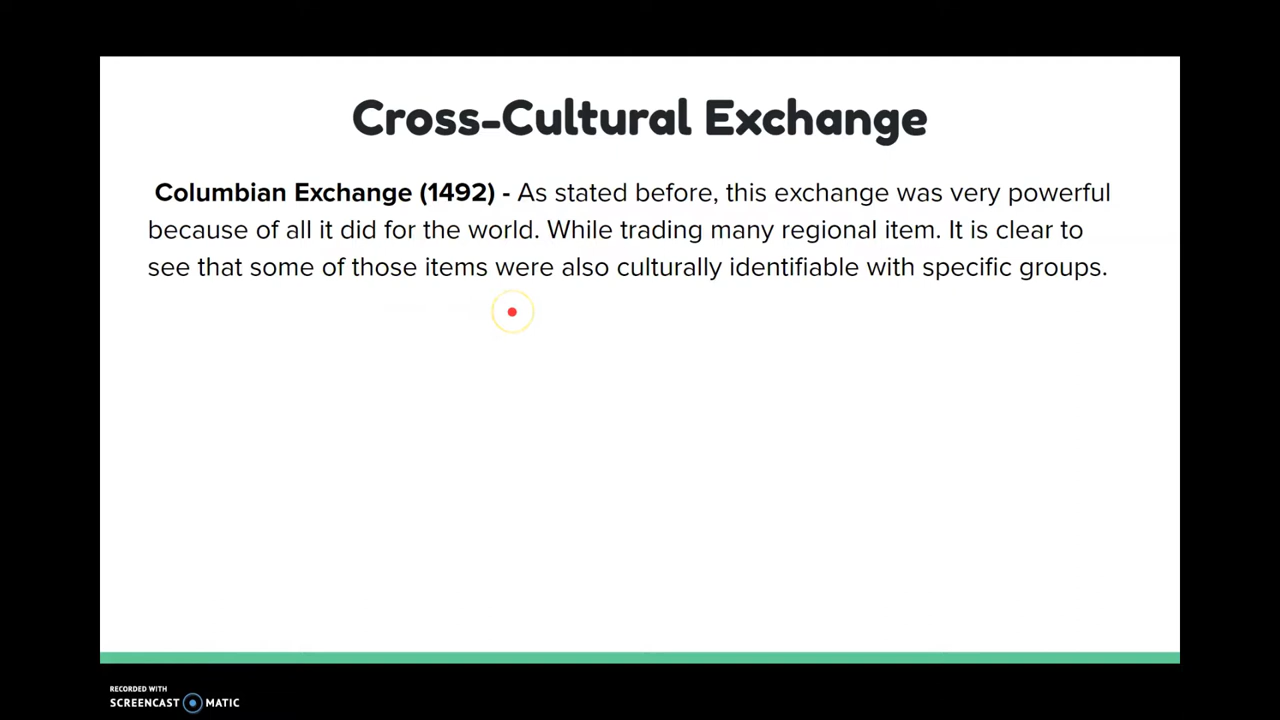 Cross-Cultural Exchange
Columbian Exchange (1492) - As stated before, this exchange was very powerful
because of all it did for the world. While trading many regional item. It is clear to
see that some of those items were also culturally identifiable with specific groups.
RECORDED WITH
SCREENCAST MATIC